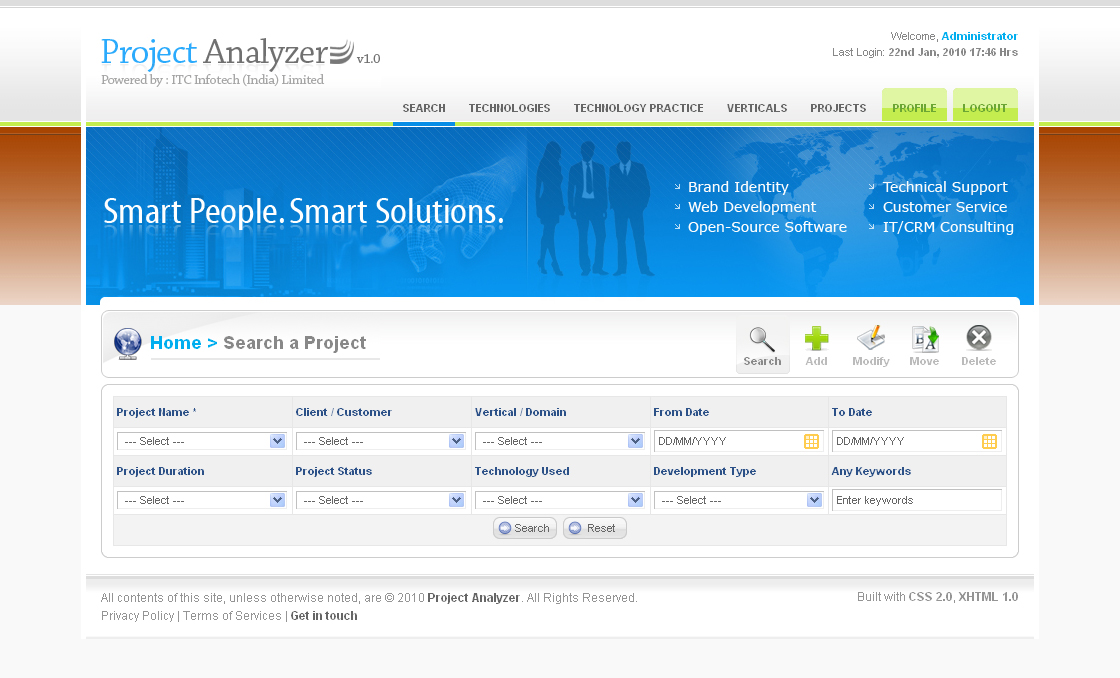 Project Analyzer v1.0
Powered by : ITC Infotech (India) Limited
Welcome, Administrator
Last Login: 22nd Jan, 2010 17:46 Hrs
SEARCH TECHNOLOGIES TECHNOLOGY PRACTICE VERTICALS PROJECTS PROFILE LOGOUT
Smart People. Smart Solutions.
Brand Identity
Web Development
Open-Source Software
Technical Support
Customer Service
IT/CRM Consulting
Home > Search a Project
Search Add Modify Move Delete
Project Name * Client / Customer Vertical / Domain From Date To Date
--- Select --- --- Select --- --- Select --- DD/MM/YYYY DD/MM/YYYY
Project Duration Project Status Technology Used Development Type Any Keywords
--- Select --- --- Select --- --- Select --- --- Select --- Enter keywords
Search Reset
All contents of this site, unless otherwise noted, are © 2010 Project Analyzer. All Rights Reserved.
Privacy Policy | Terms of Services | Get in touch
Built with CSS 2.0, XHTML 1.0